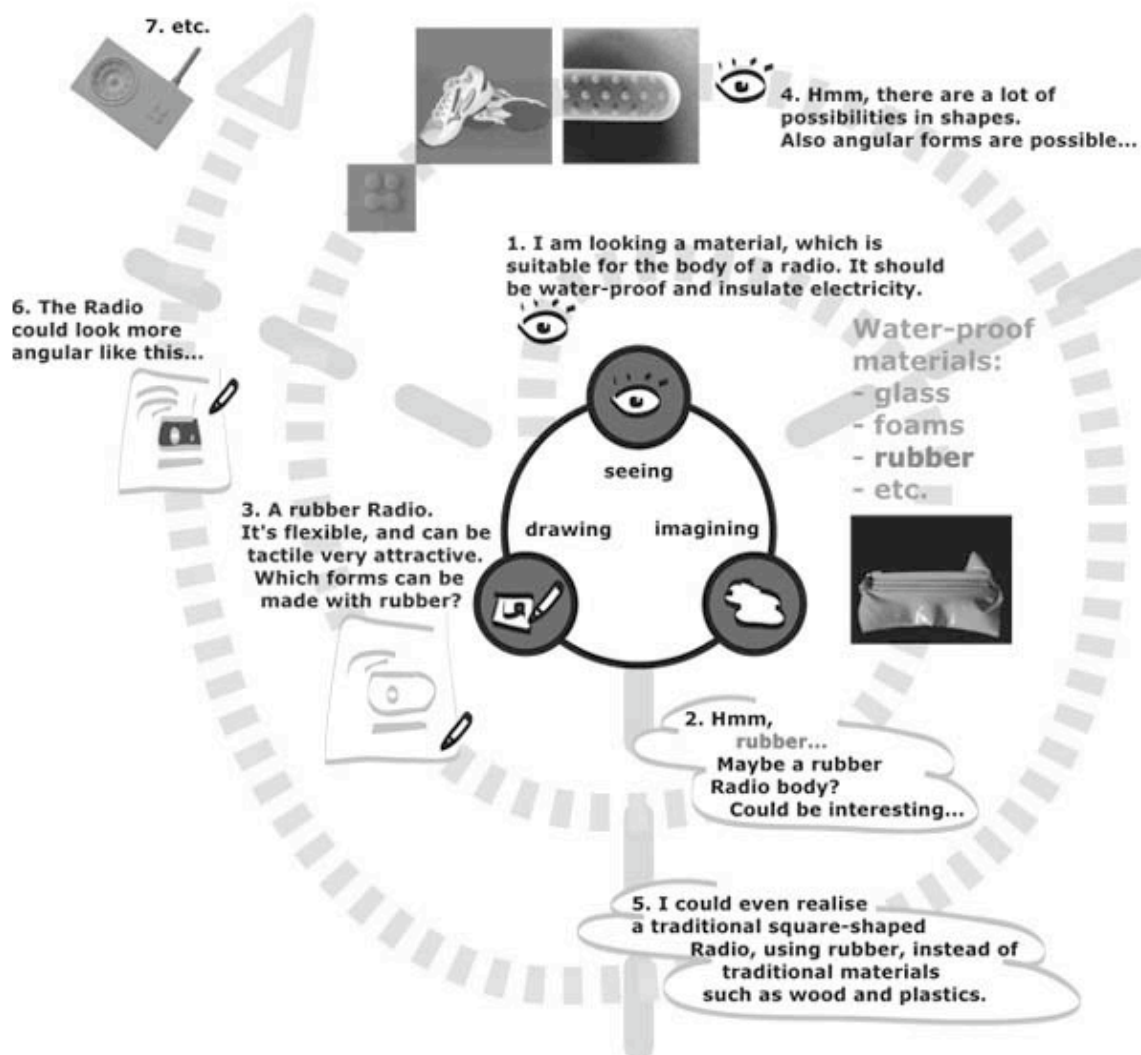 7. etc.
4. Hmm, there are a lot of
possibilities in shapes.
Also angular forms are possible...
1. I am looking a material, which is
suitable for the body of a radio. It should
be water-proof and insulate electricity.
6. The Radio
could look more
angular like this...
Water-proof
materials:
- glass
- foams
- rubber
- etc.
seeing
drawing
imagining
3. A rubber Radio.
It's flexible, and can be
tactile very attractive.
Which forms can be
made with rubber?
2. Hmm,
rubber...
Maybe a rubber
Radio body?
Could be interesting...
5. I could even realise
a traditional square-shaped
Radio, using rubber, instead of
traditional materials
such as wood and plastics.